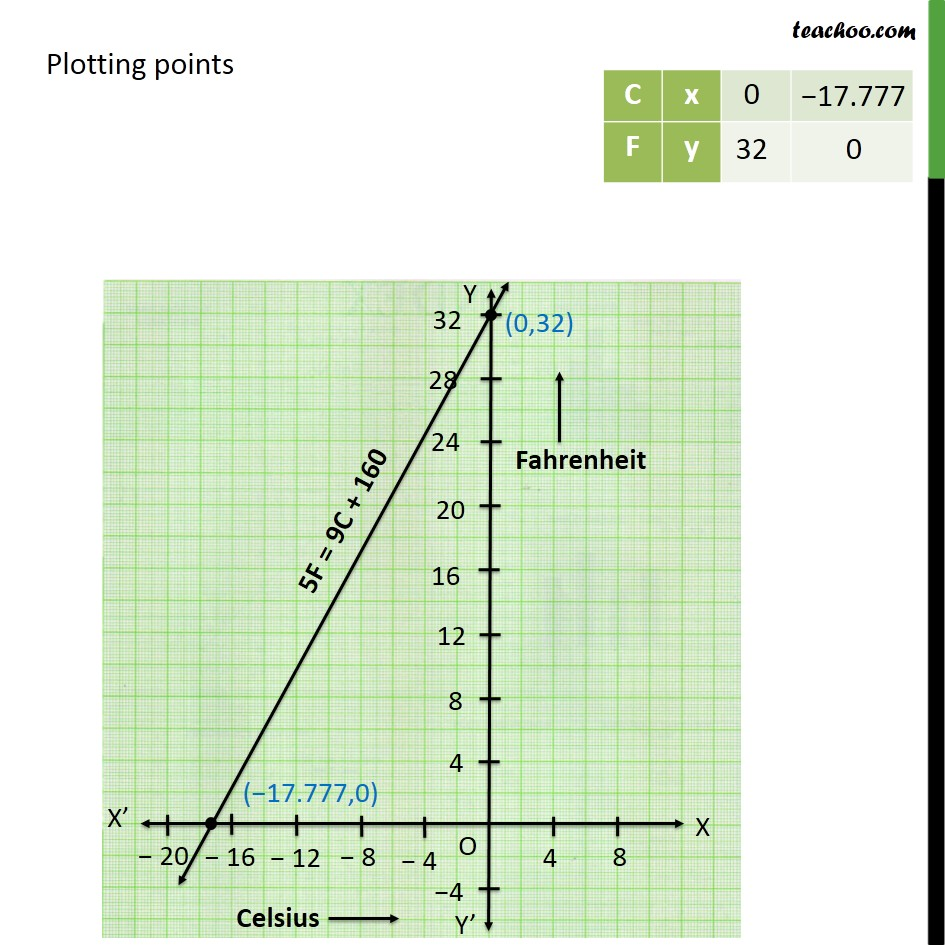 teachoo.com
Plotting points
C x 0 −17.777
F y 32 0
Y
32
(0,32)
28
24
Fahrenheit
20
5F = 9C + 160
16
12
8
4
(−17.777,0)
X’
X
O
− 20 − 16 − 12 − 8 − 4 4 8
−4
Celsius
Y’